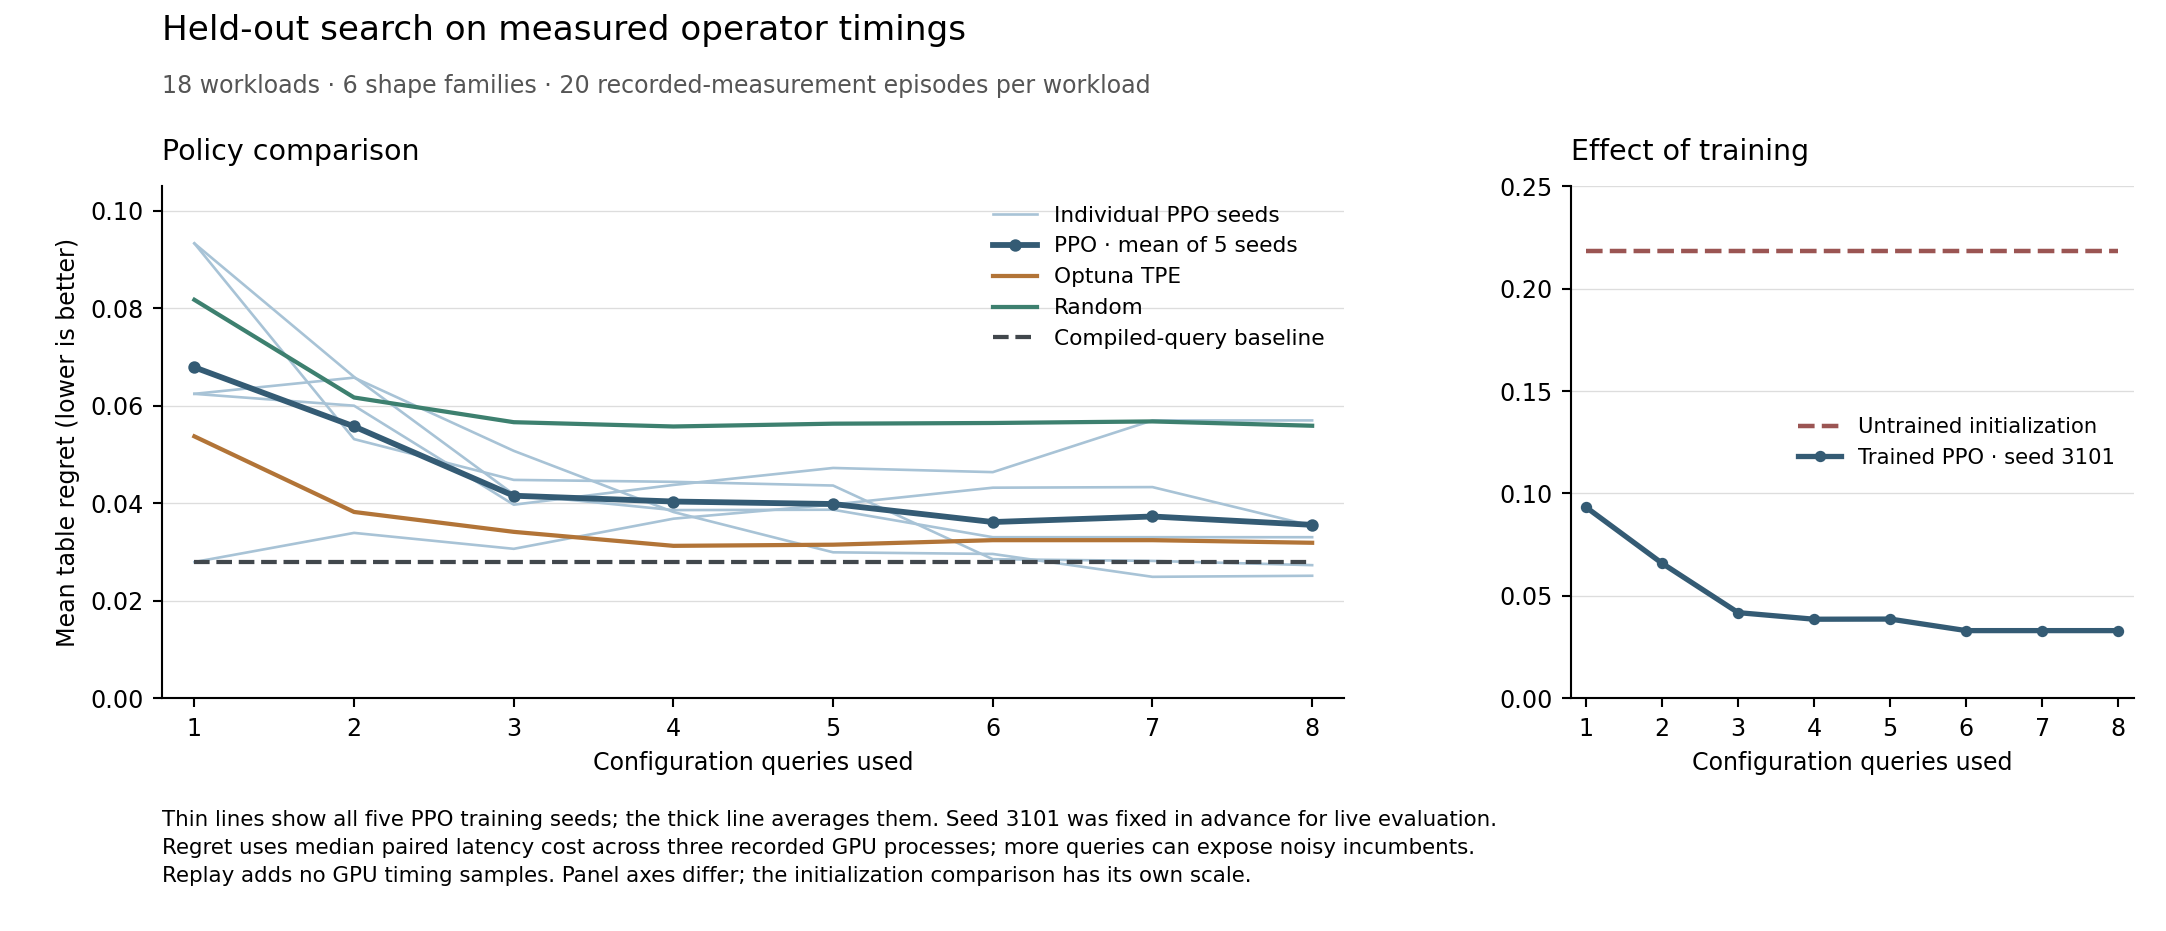 Held-out search on measured operator timings
18 workloads · 6 shape families · 20 recorded-measurement episodes per workload
Policy comparison
Mean table regret (lower is better)
0.10
0.08
0.06
0.04
0.02
0.00
Individual PPO seeds
PPO · mean of 5 seeds
Optuna TPE
Random
Compiled-query baseline
1 2 3 4 5 6 7 8
Configuration queries used
Effect of training
0.25
0.20
0.15
0.10
0.05
0.00
Untrained initialization
Trained PPO · seed 3101
1 2 3 4 5 6 7 8
Configuration queries used
Thin lines show all five PPO training seeds; the thick line averages them. Seed 3101 was fixed in advance for live evaluation.
Regret uses median paired latency cost across three recorded GPU processes; more queries can expose noisy incumbents.
Replay adds no GPU timing samples. Panel axes differ; the initialization comparison has its own scale.